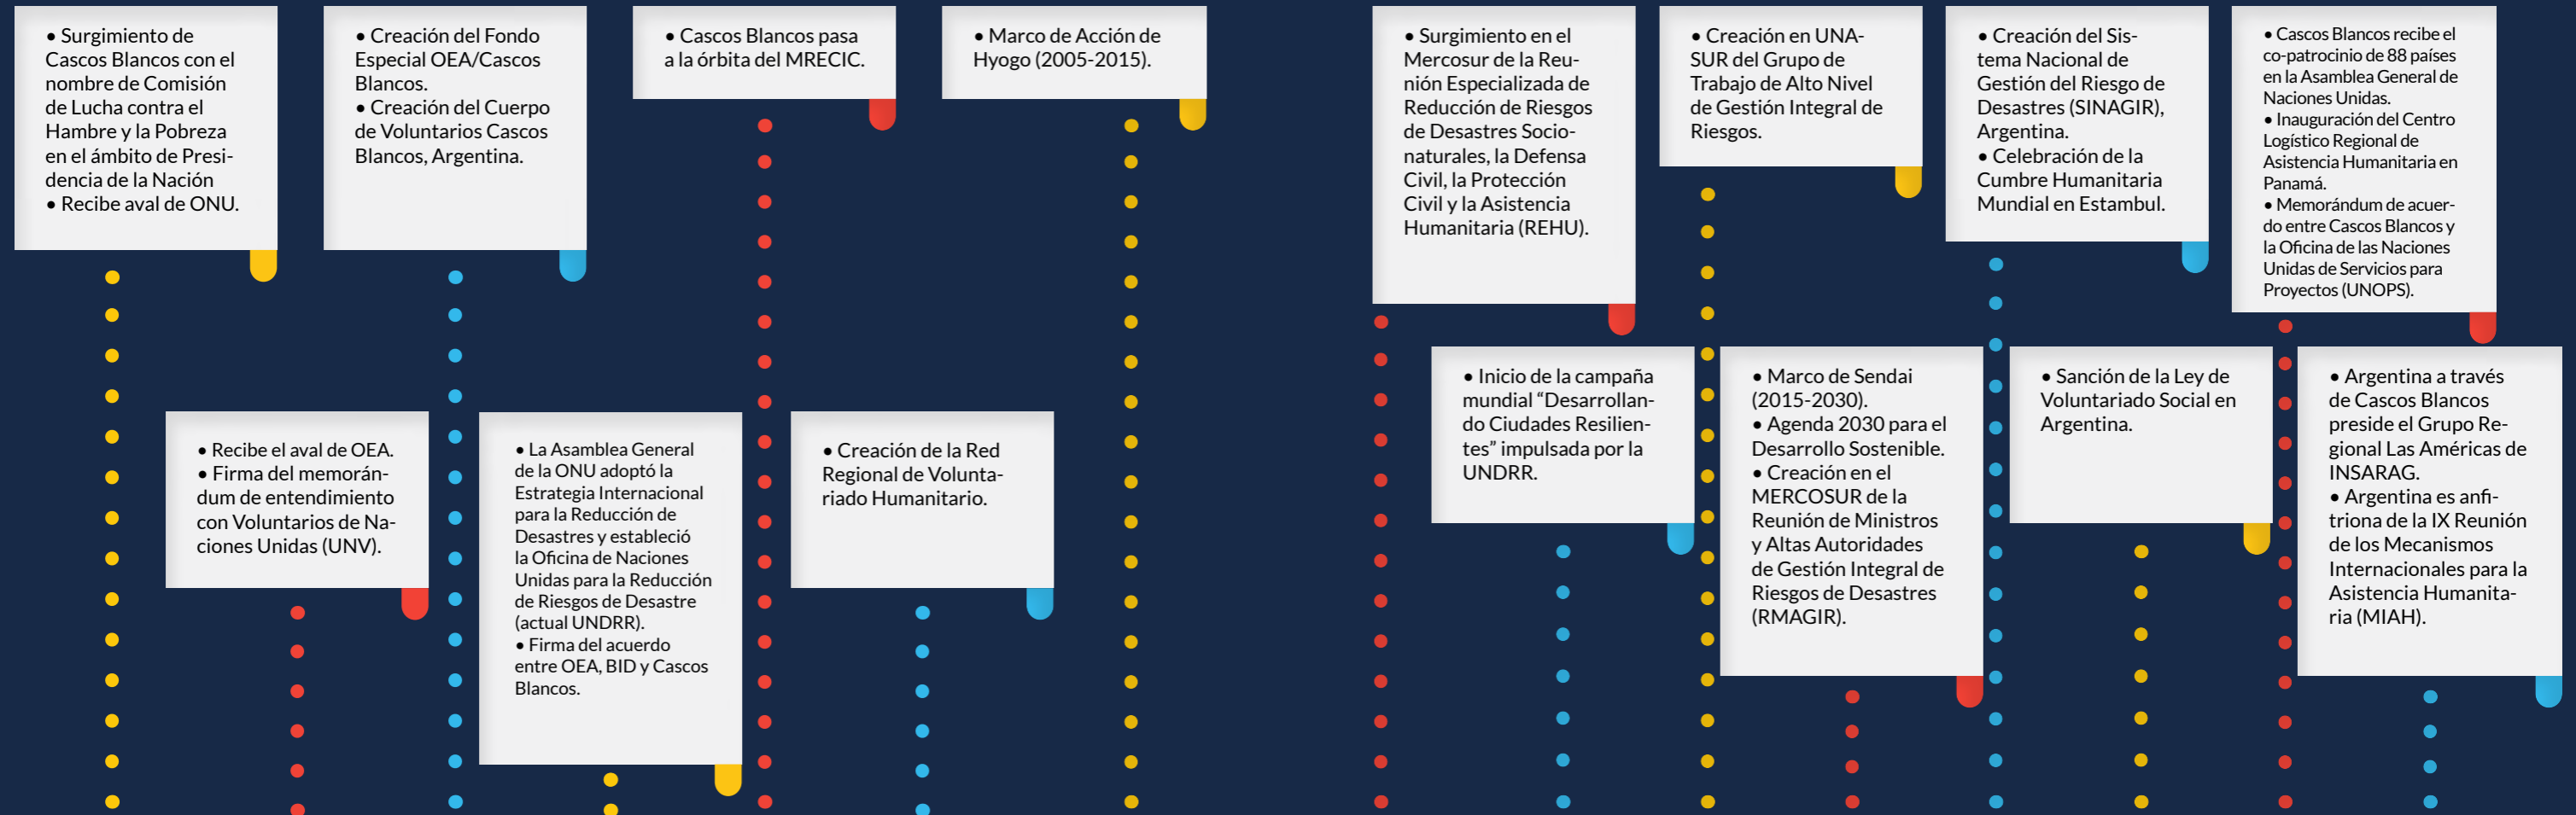 • Surgimiento de
Cascos Blancos con el
nombre de Comisión
de Lucha contra el
Hambre y la Pobreza
en el ámbito de Presi-
dencia de la Nación
• Recibe aval de ONU.
• Recibe el aval de OEA.
• Firma del memorán-
dum de entendimiento
con Voluntarios de Na-
ciones Unidas (UNV).
• Creación del Fondo
Especial OEA/Cascos
Blancos.
• Creación del Cuerpo
de Voluntarios Cascos
Blancos, Argentina.
• La Asamblea General
de la ONU adoptó la
Estrategia Internacional
para la Reducción de
Desastres y estableció
la Oficina de Naciones
Unidas para la Reducción
de Riesgos de Desastre
(actual UNDRR).
• Firma del acuerdo
entre OEA, BID y Cascos
Blancos.
• Cascos Blancos pasa
a la órbita del MRECIC.
• Creación de la Red
Regional de Volunta-
riado Humanitario.
• Marco de Acción de
Hyogo (2005-2015).
• Surgimiento en el
Mercosur de la Reu-
nión Especializada de
Reducción de Riesgos
de Desastres Socio-
naturales, la Defensa
Civil, la Protección
Civil y la Asistencia
Humanitaria (REHU).
• Inicio de la campaña
mundial “Desarrollan-
do Ciudades Resilien-
tes” impulsada por la
UNDRR.
• Creación en UNA-
SUR del Grupo de
Trabajo de Alto Nivel
de Gestión Integral de
Riesgos.
• Marco de Sendai
(2015-2030).
• Agenda 2030 para el
Desarrollo Sostenible.
• Creación en el
MERCOSUR de la
Reunión de Ministros
y Altas Autoridades
de Gestión Integral de
Riesgos de Desastres
(RMAGIR).
• Creación del Sis-
tema Nacional de
Gestión del Riesgo de
Desastres (SINAGIR),
Argentina.
• Celebración de la
Cumbre Humanitaria
Mundial en Estambul.
• Sanción de la Ley de
Voluntariado Social en
Argentina.
• Cascos Blancos recibe el
co-patrocinio de 88 países
en la Asamblea General de
Naciones Unidas.
• Inauguración del Centro
Logístico Regional de
Asistencia Humanitaria en
Panamá.
• Memorándum de acuer-
do entre Cascos Blancos y
la Oficina de las Naciones
Unidas de Servicios para
Proyectos (UNOPS).
• Argentina a través
de Cascos Blancos
preside el Grupo Re-
gional Las Américas de
INSARAG.
• Argentina es anfi-
triona de la IX Reunión
de los Mecanismos
Internacionales para la
Asistencia Humanita-
ria (MIAH).